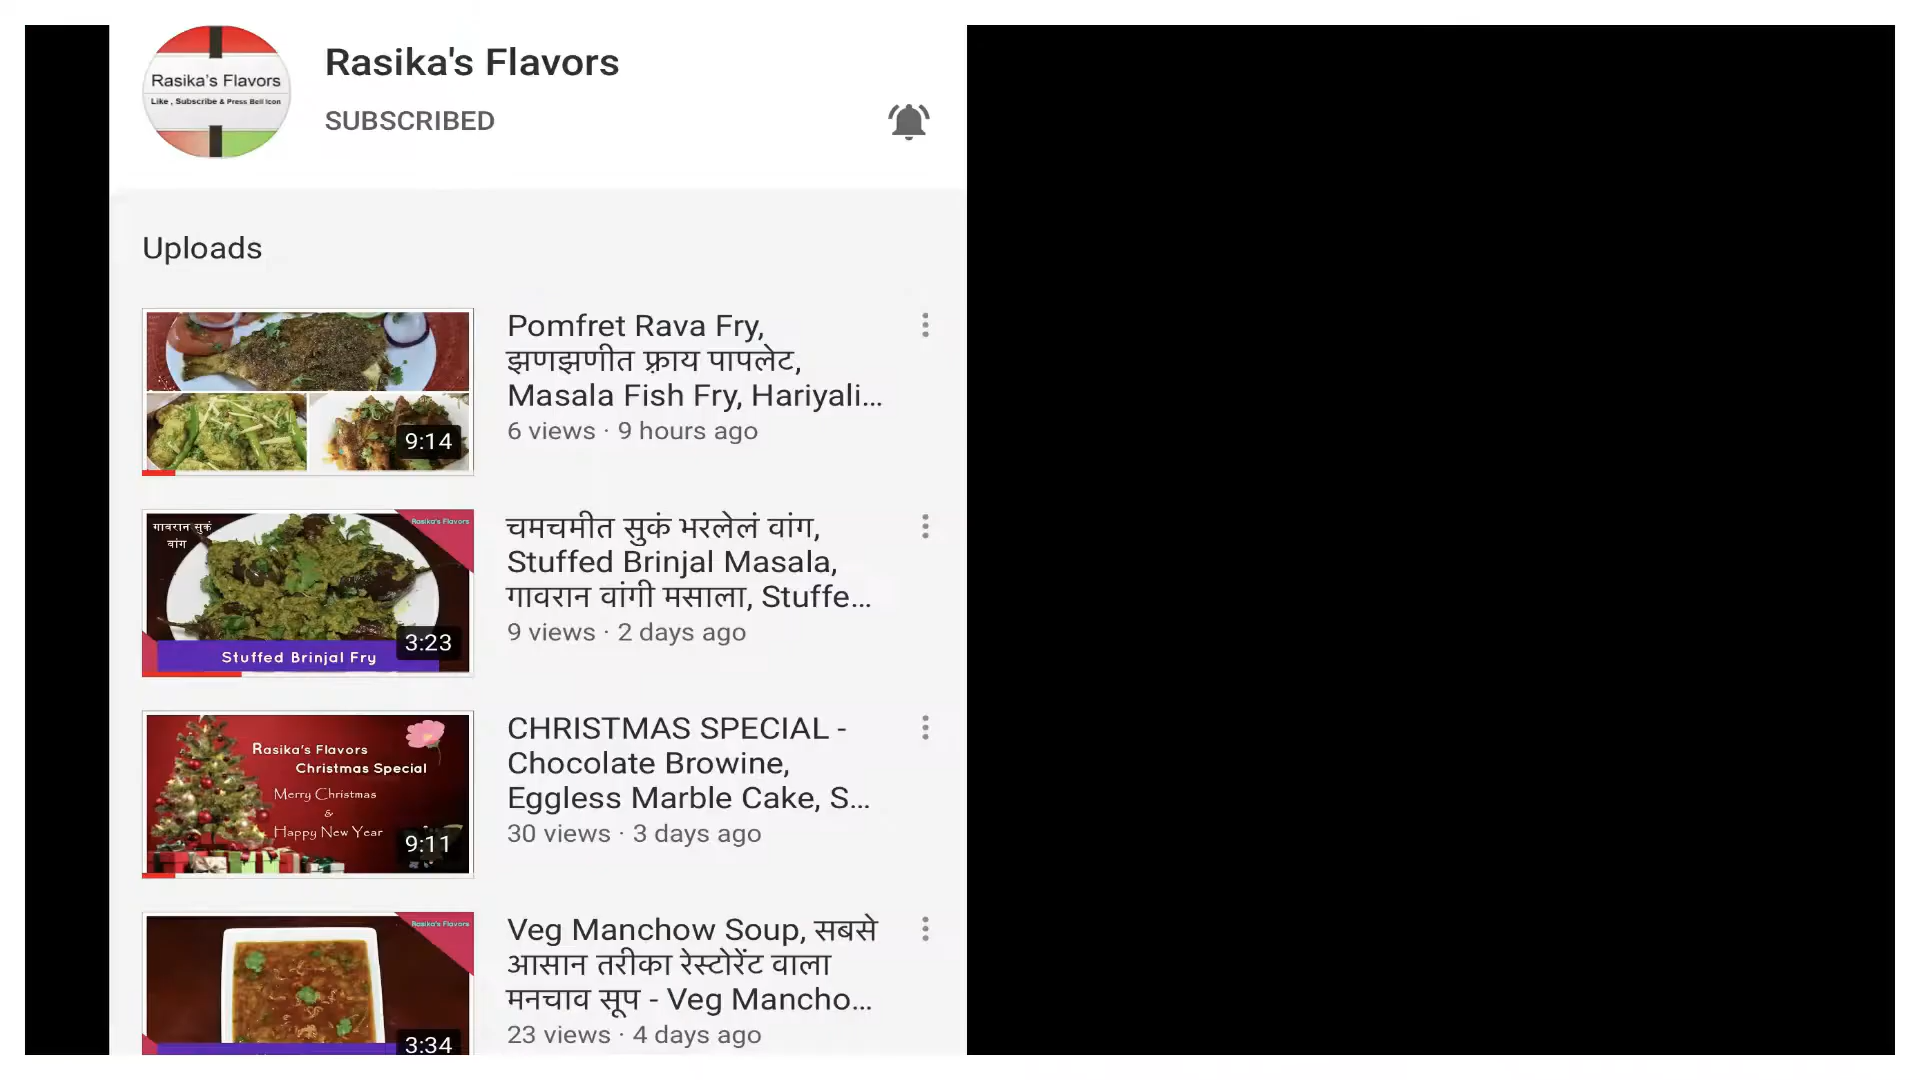 Rasika's Flavors
Like , Subscribe & Press Bell Icon
Rasika's Flavors
SUBSCRIBED
Uploads
9:14
Pomfret Rava Fry,
झणझणीत फ़्राय पापलेट,
Masala Fish Fry, Hariyali...
6 views · 9 hours ago
गावरान सुकं
वांग
Rasika's Flavors
Stuffed Brinjal Fry
3:23
चमचमीत सुकं भरलेलं वांग,
Stuffed Brinjal Masala,
गावरान वांगी मसाला, Stuffe...
9 views · 2 days ago
Rasika's Flavors
Christmas Special
Merry Christmas
&
Happy New Year
9:11
CHRISTMAS SPECIAL -
Chocolate Browine,
Eggless Marble Cake, S...
30 views · 3 days ago
Rasika's Flavors
3:34
Veg Manchow Soup, सबसे
आसान तरीका रेस्टोरेंट वाला
मनचाव सूप - Veg Mancho...
23 views · 4 days ago